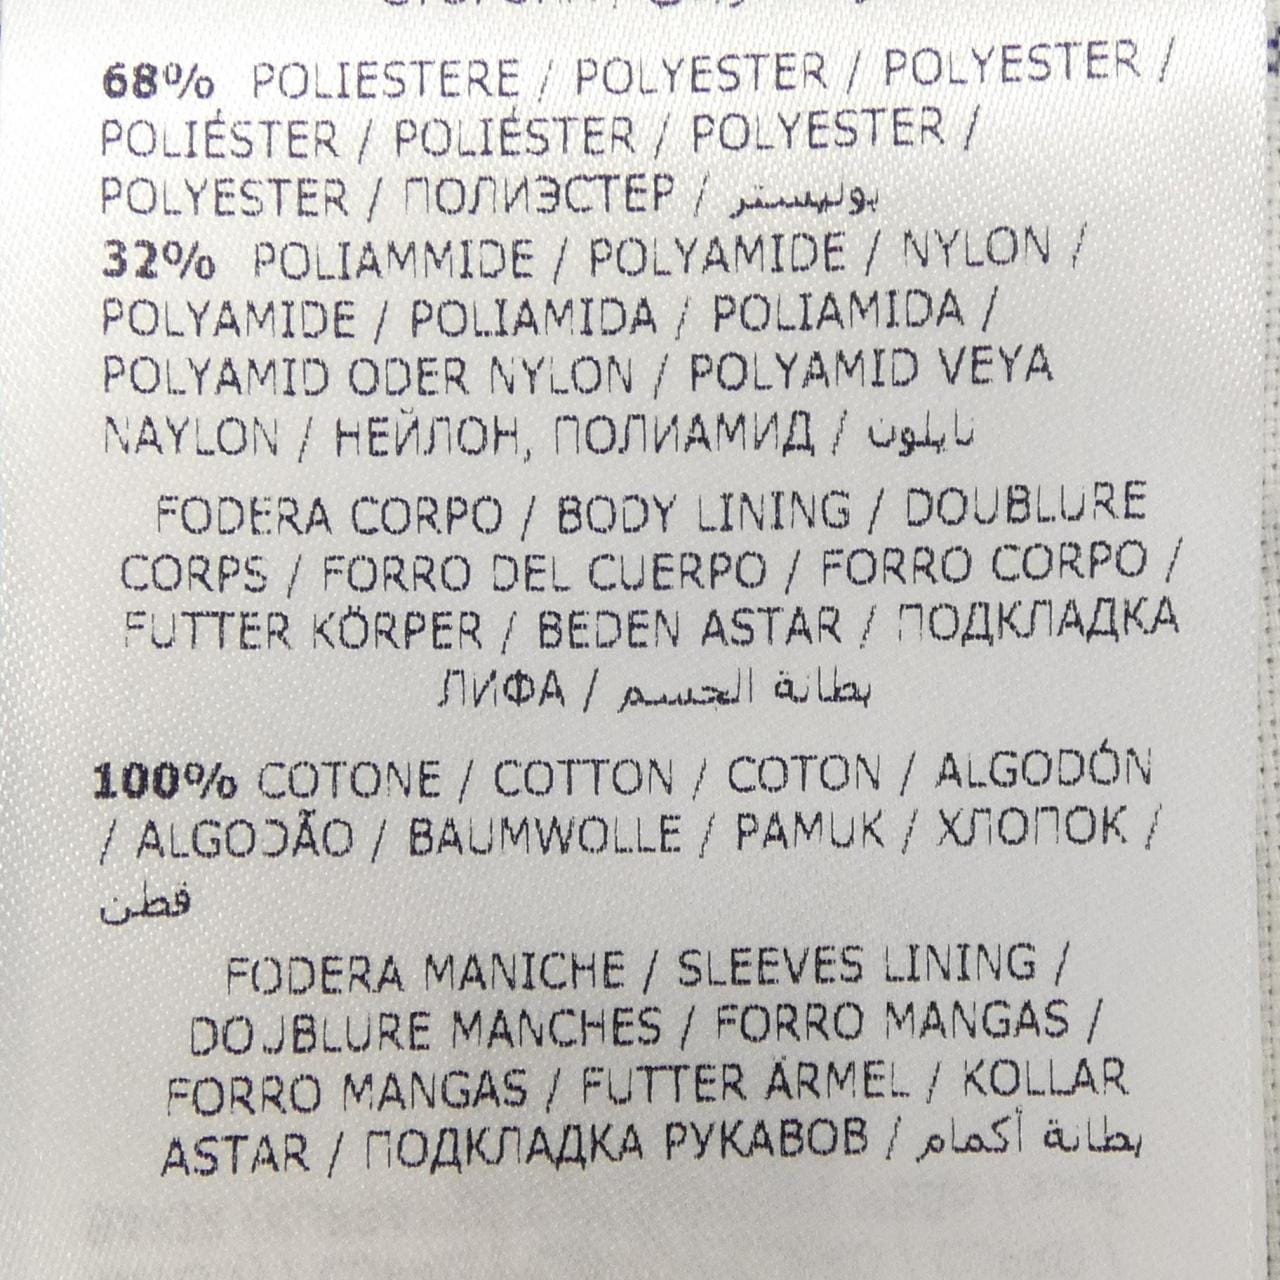 68% POLIESTERE / POLYESTER / POLYESTER /
POLIÉSTER / POLIÉSTER / POLYESTER /
POLYESTER / ПОЛИЭСТЕР / بوليستر
32% POLIAMMIDE / POLYAMIDE / NYLON /
POLYAMIDE / POLIAMIDA / POLIAMIDA /
POLYAMID ODER NYLON / POLYAMID VEYA
NAYLON / НЕЙЛОН, ПОЛИАМИД / نايلون
FODERA CORPO / BODY LINING / DOUBLURE
CORPS / FORRO DEL CUERPO / FORRO CORPO /
FUTTER KÖRPER / BEDEN ASTAR / ПОДКЛАДКА
ЛИФА / بطانة الجسم
100% COTONE / COTTON / COTON / ALGODÓN
/ ALGODÃO / BAUMWOLLE / PAMUK / ХЛОПОК /
قطن
FODERA MANICHE / SLEEVES LINING /
DOUBLURE MANCHES / FORRO MANGAS /
FORRO MANGAS / FUTTER ÄRMEL / KOLLAR
ASTAR / ПОДКЛАДКА РУКАВОВ / بطانة أكمام